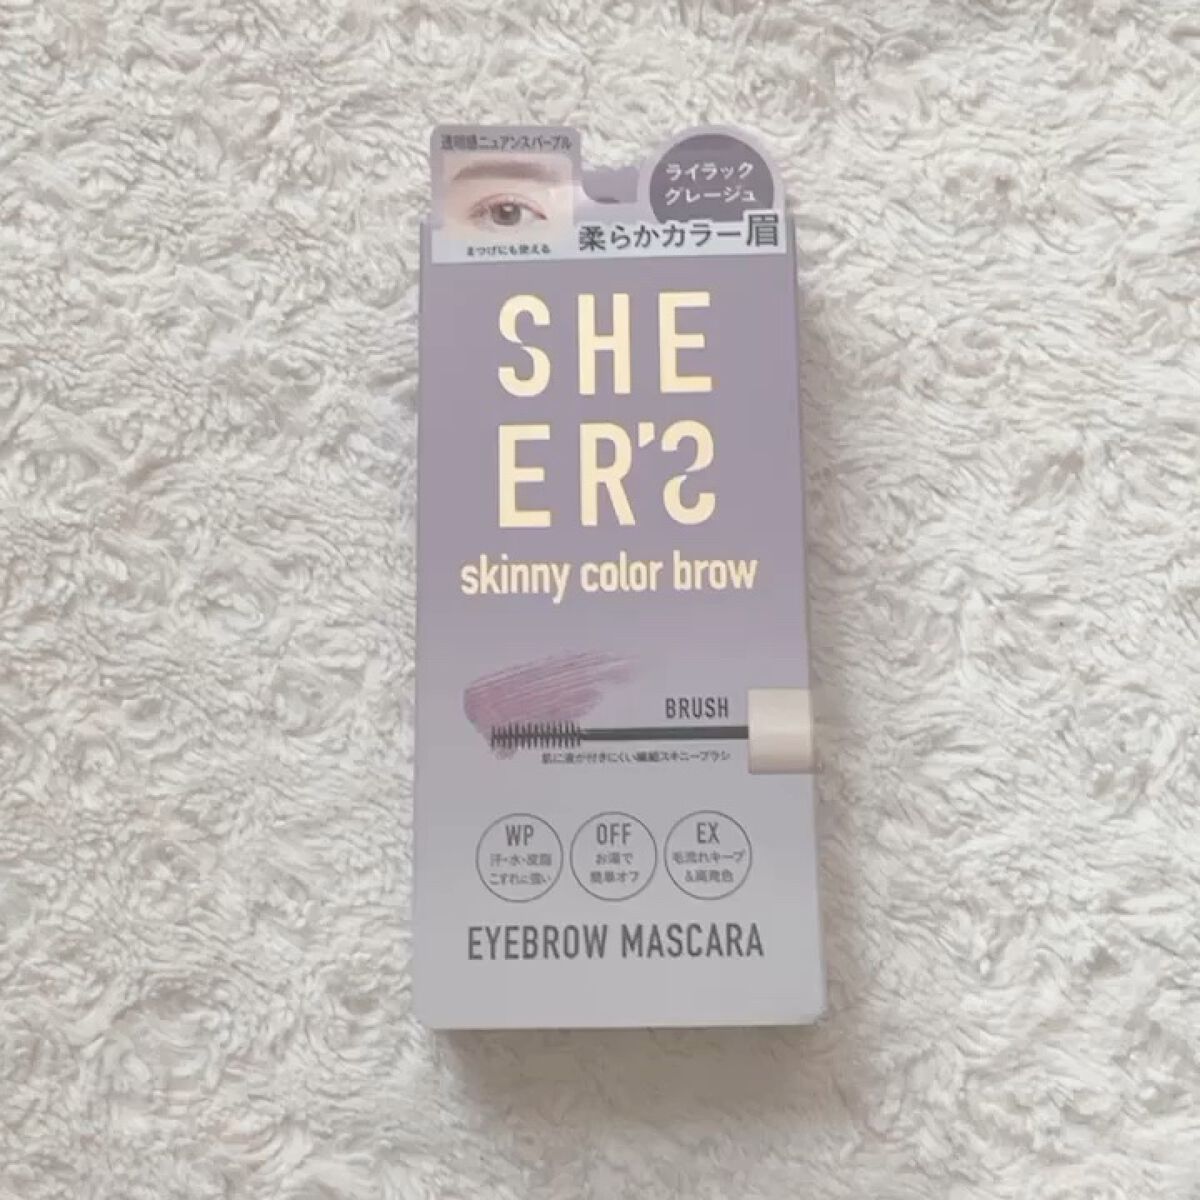 透明感ニュアンスパープル
ライラック
グレージュ
まつげにも使える
柔らかカラー眉
SHE
ER'S
skinny color brow
BRUSH
肌に液が付きにくい繊細スキニーブラシ
WP
汗・水・皮脂
こすれに強い
OFF
お湯で
簡単オフ
EX
毛流れキープ
&高発色
EYEBROW MASCARA